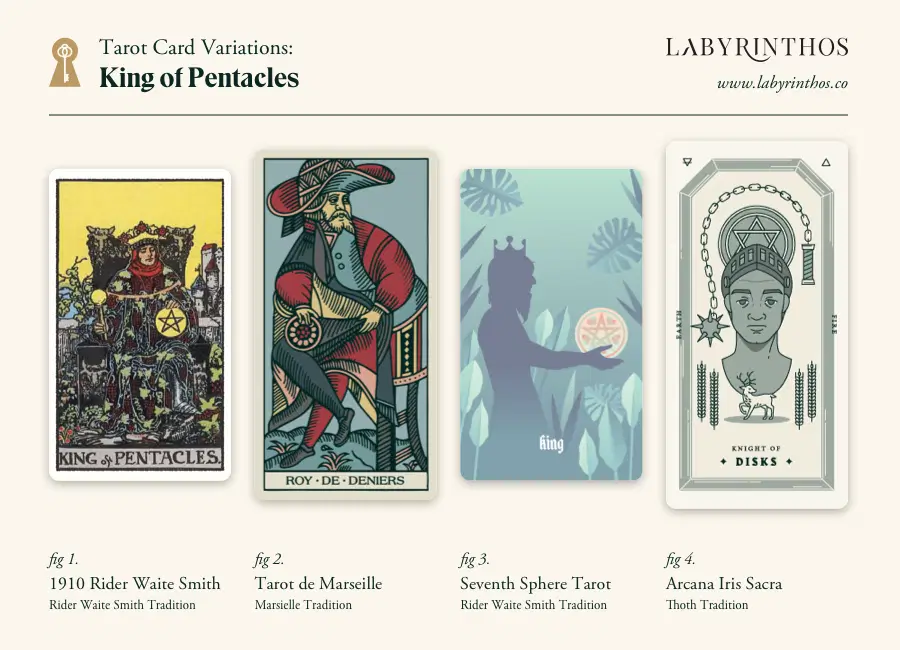 Tarot Card Variations:
King of Pentacles
LABYRINTHOS
www.labyrinthos.co
KING of PENTACLES.
ROY · DE · DENIERS
king
EARTH
FIRE
KNIGHT OF
DISKS
fig 1.
1910 Rider Waite Smith
Rider Waite Smith Tradition
fig 2.
Tarot de Marseille
Marsielle Tradition
fig 3.
Seventh Sphere Tarot
Rider Waite Smith Tradition
fig 4.
Arcana Iris Sacra
Thoth Tradition